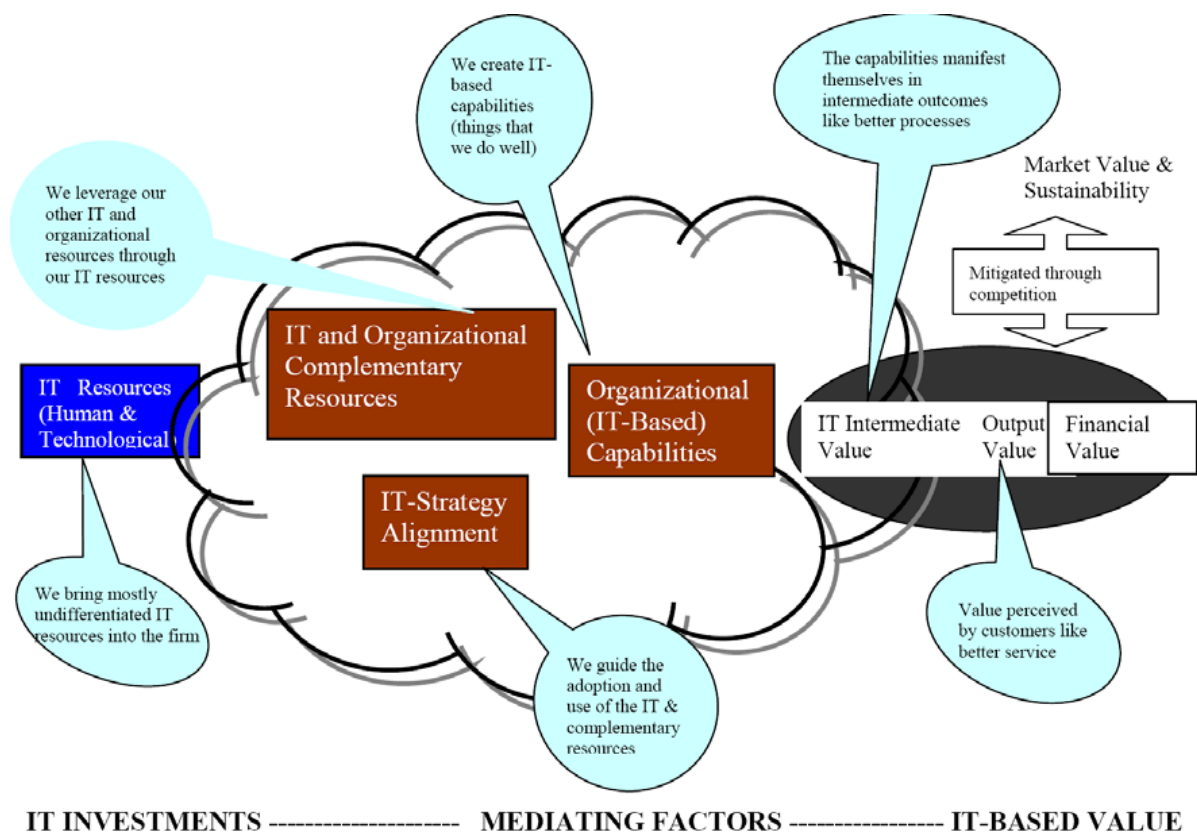 We create IT-
based
capabilities
(things that
we do well)
The capabilities manifest
themselves in
intermediate outcomes
like better processes
Market Value &
Sustainability
We leverage our
other IT and
organizational
resources through
our IT resources
Mitigated through
competition
IT and Organizational
Complementary
Resources
IT Resources
(Human &
Technological)
Organizational
(IT-Based)
Capabilities
IT Intermediate
Value
Output
Value
Financial
Value
IT-Strategy
Alignment
We bring mostly
undifferentiated IT
resources into the firm
Value perceived
by customers like
better service
We guide the
adoption and
use of the IT &
complementary
resources
IT INVESTMENTS -------------------- MEDIATING FACTORS ---------------- IT-BASED VALUE